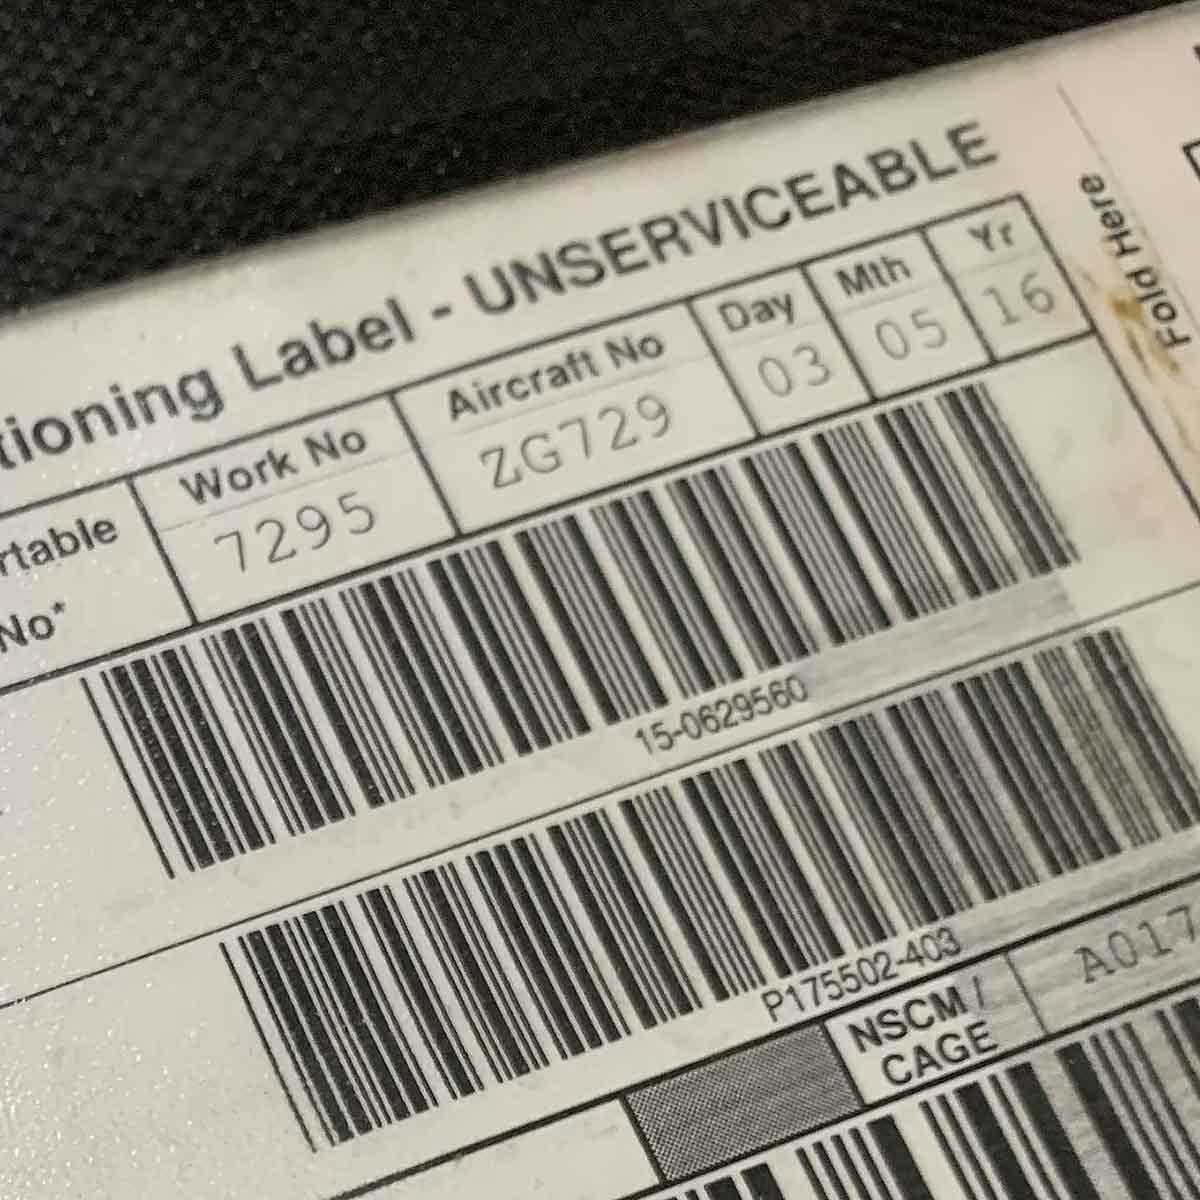 tioning Label - UNSERVICEABLE
rtable
No*
Work No
7295
Aircraft No
ZG729
Day
03
Mth
05
Yr
16
Fold Here
15-0629560
P175502-403
NSCM /
CAGE
A017